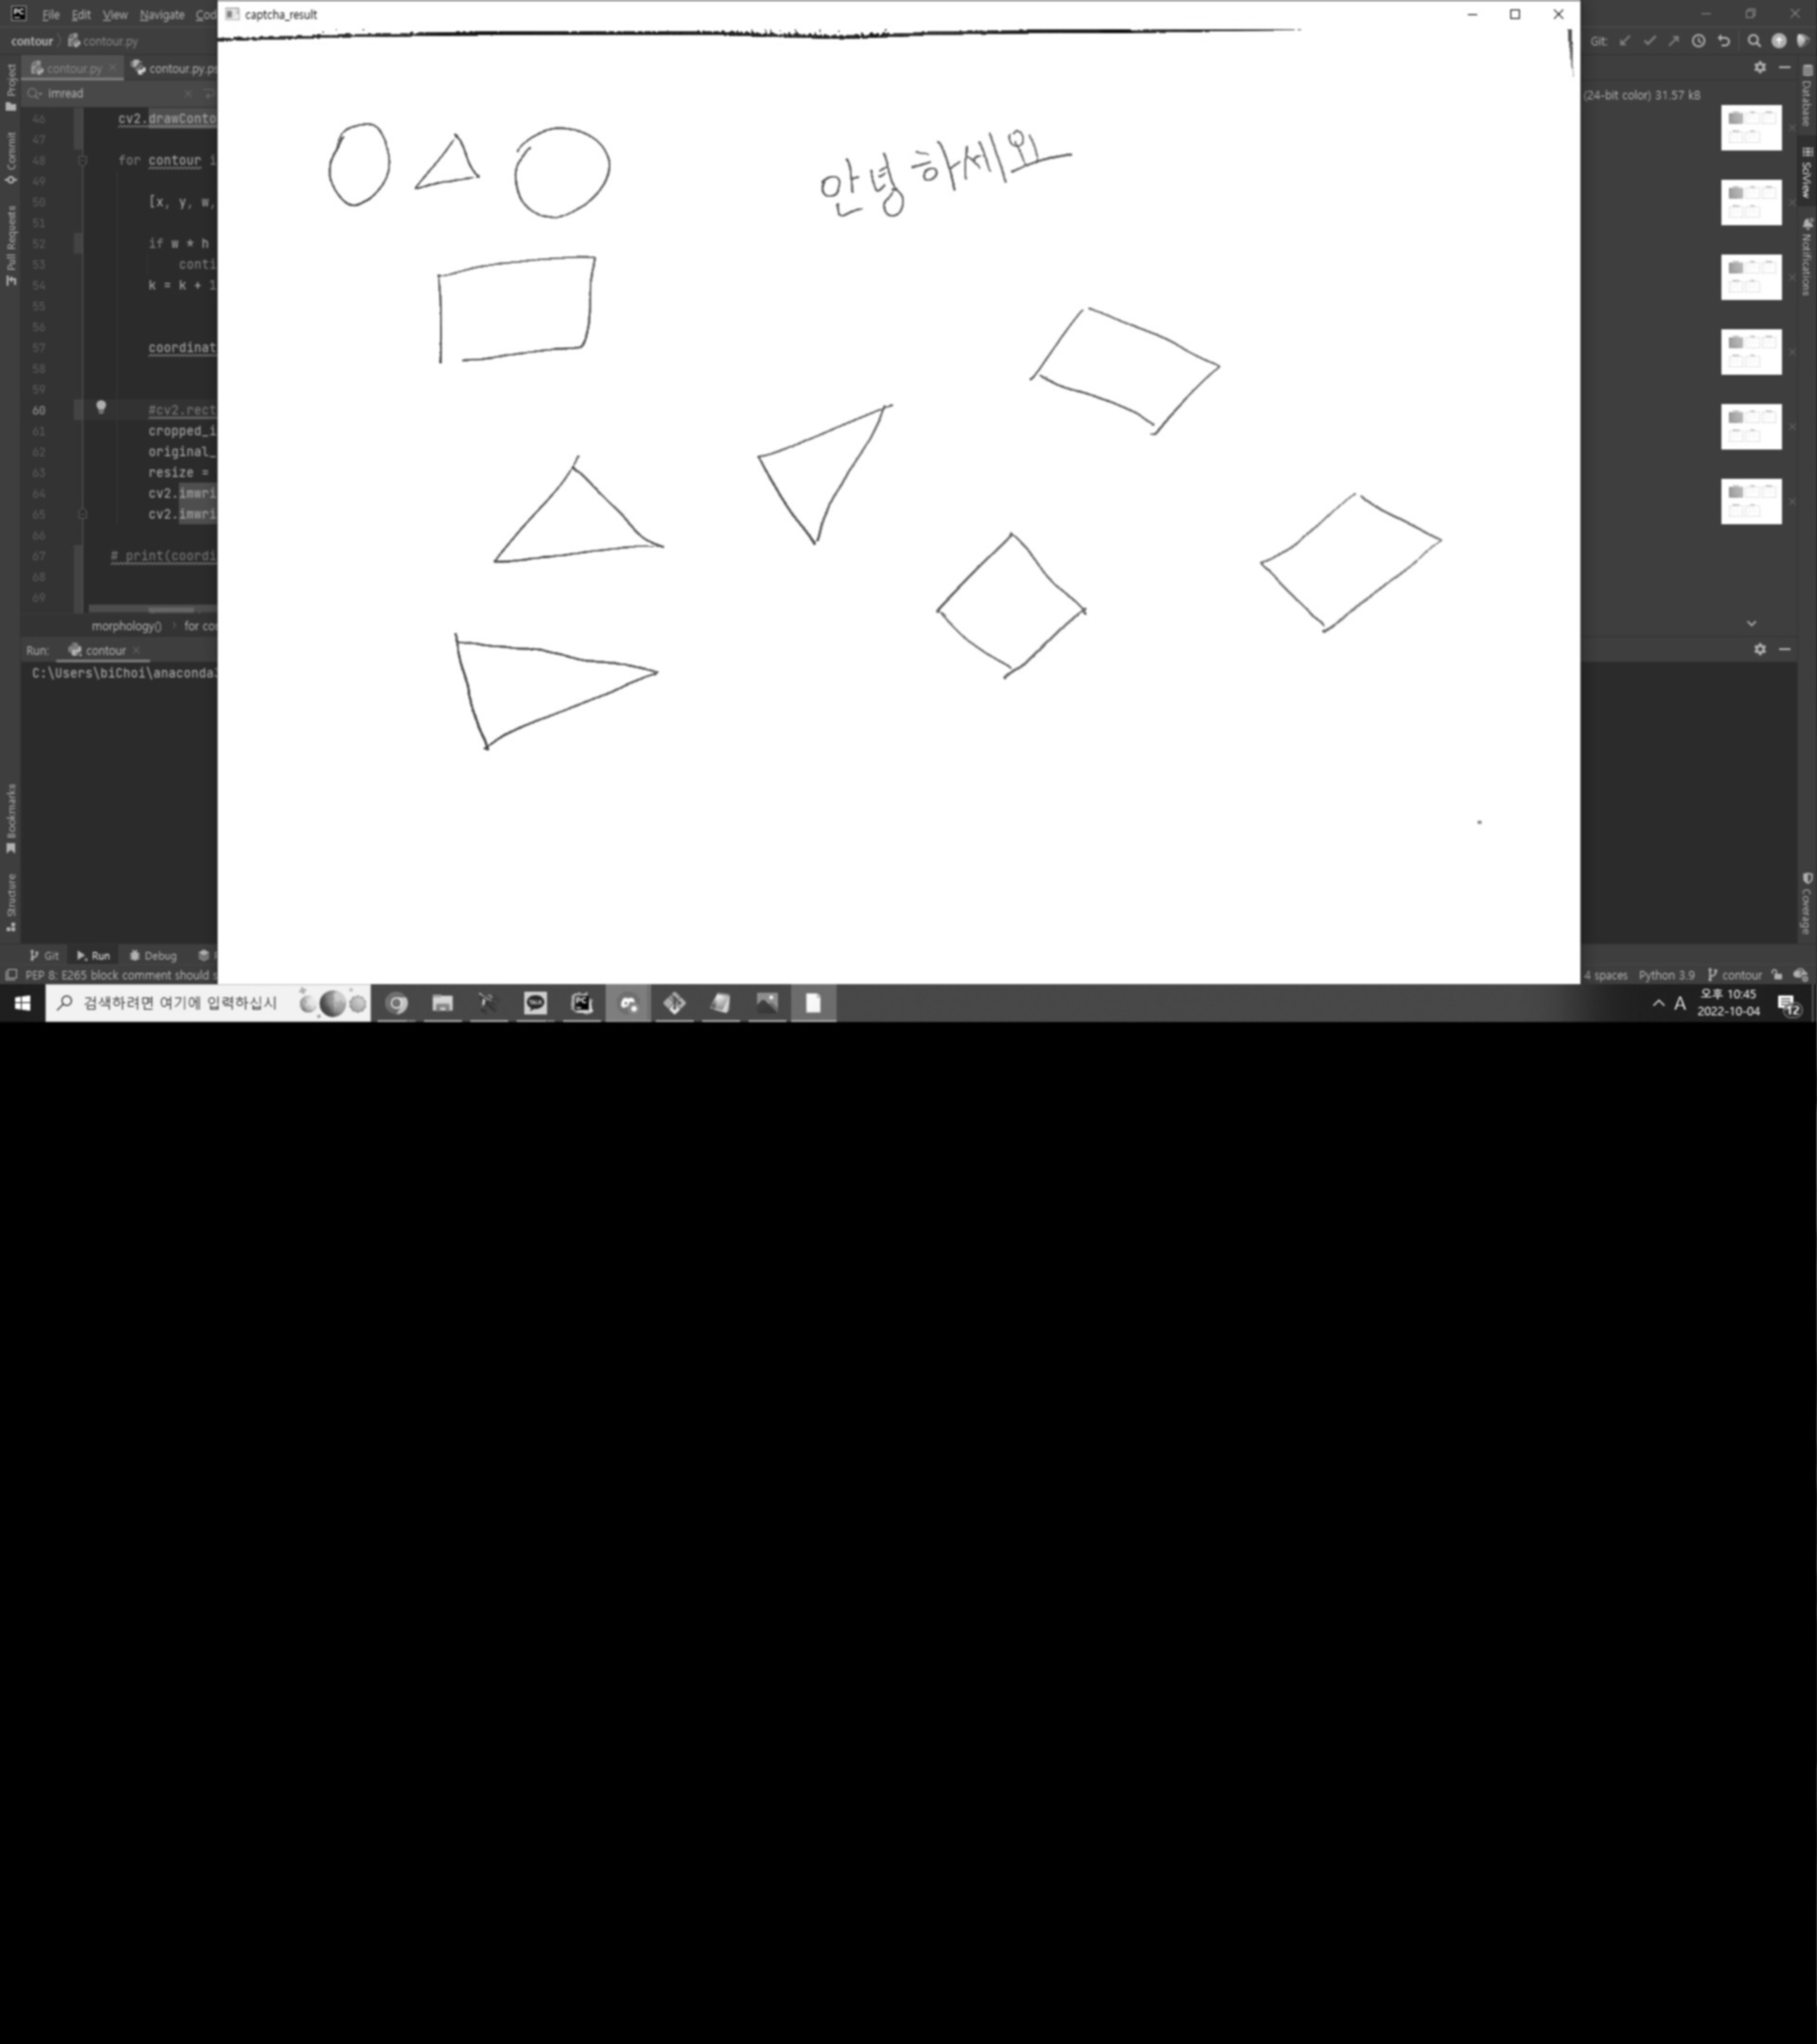 captcha_result
File Edit View Navigate Cod
contour contour.py
Git:
contour.py contour.py.ps
imread
(24-bit color) 31.57 kB
Project
Commit
Pull Requests
Database
SciView
Notifications
안녕하세요
46 cv2.drawConto
47
48 for contour i
49
50 [x, y, w,
51
52 if w * h
53 conti
54 k = k + 1
55
56
57 coordinat
58
59
60 #cv2.rect
61 cropped_i
62 original_
63 resize =
64 cv2.imwri
65 cv2.imwri
66
67 # print(coordi
68
69
morphology() for co
Run: contour
C:\Users\biChoi\anaconda3
Bookmarks
Structure
Coverage
Git Run Debug
PEP 8: E265 block comment should s
4 spaces Python 3.9 contour
검색하려면 여기에 입력하십시
PC
TALK
A
오후 10:45
2022-10-04
12